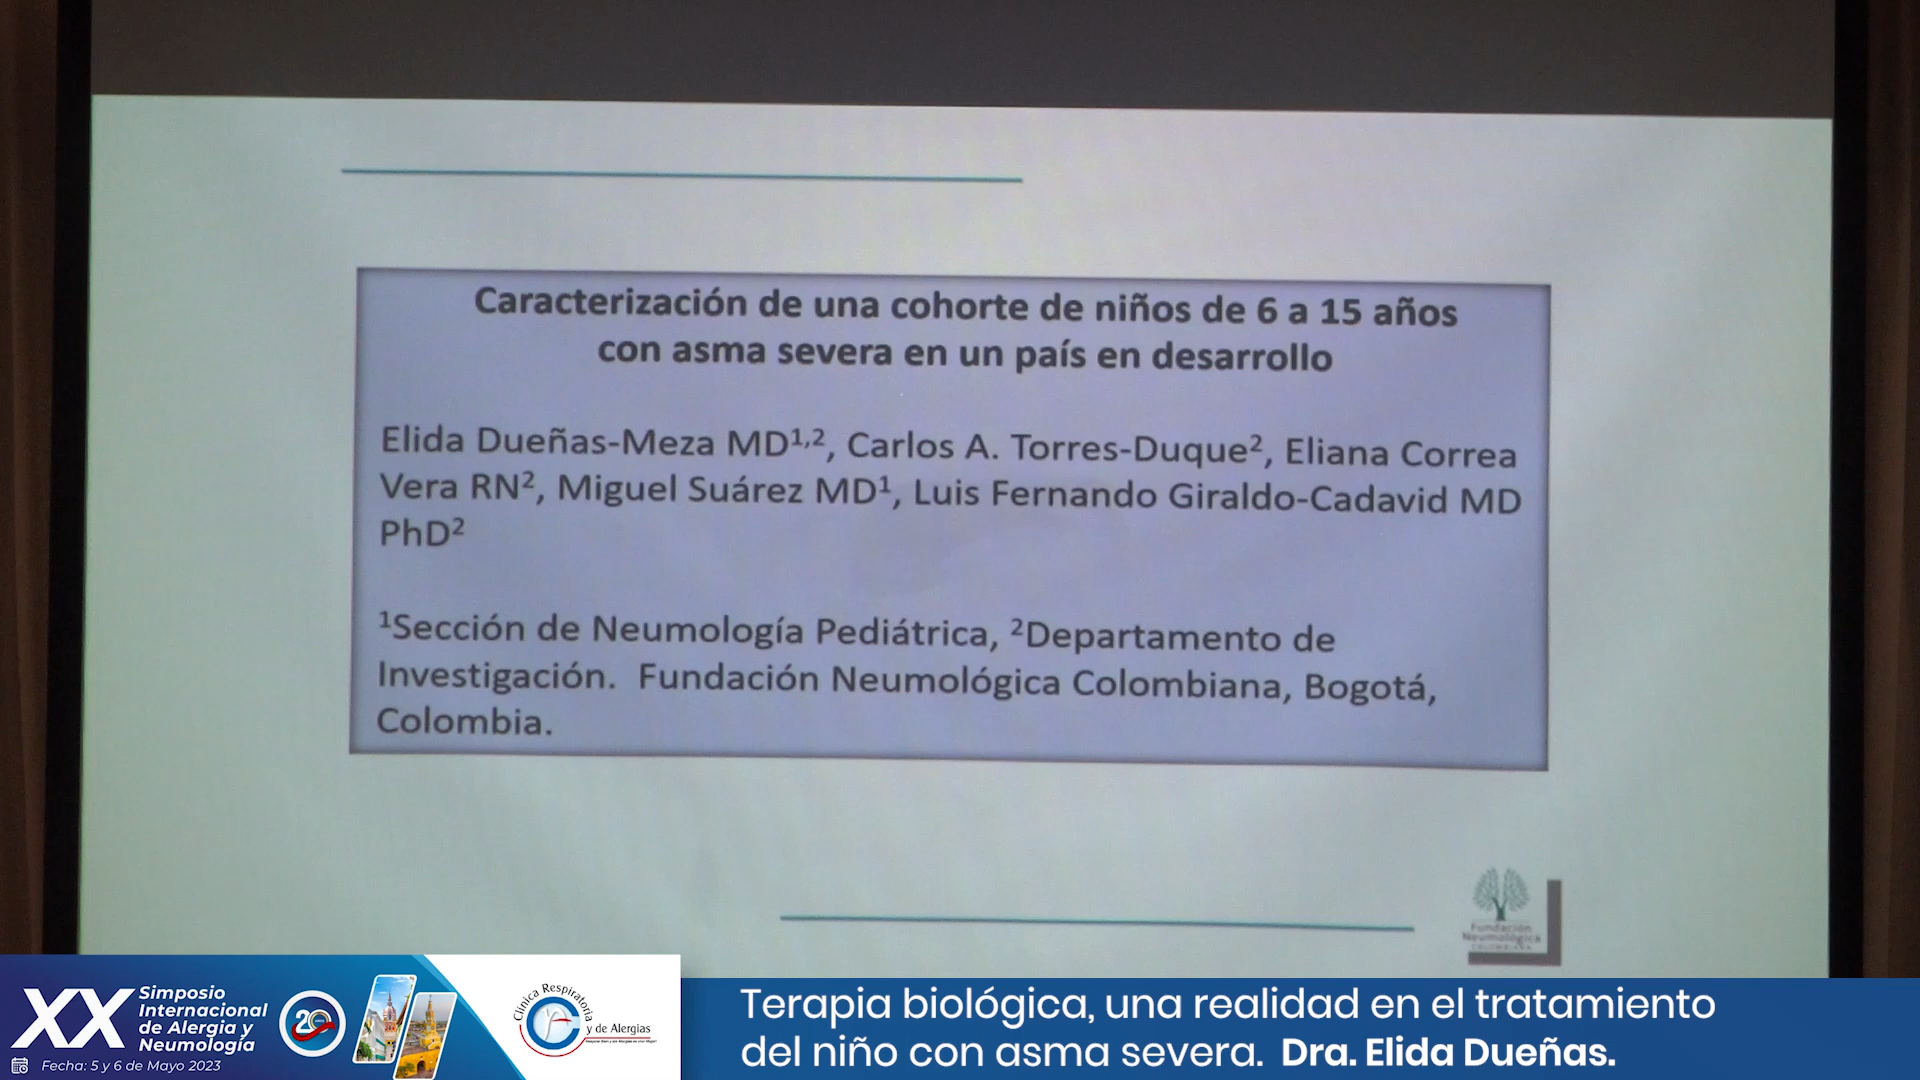 Caracterización de una cohorte de niños de 6 a 15 años
con asma severa en un país en desarrollo
Elida Dueñas-Meza MD1,2, Carlos A. Torres-Duque2, Eliana Correa
Vera RN2, Miguel Suárez MD1, Luis Fernando Giraldo-Cadavid MD
PhD2
1Sección de Neumología Pediátrica, 2Departamento de
Investigación. Fundación Neumológica Colombiana, Bogotá,
Colombia.
Fundación
Neumológica
COLOMBIANA
XX
Simposio
Internacional
de Alergia y
Neumología
Fecha: 5 y 6 de Mayo 2023
20
Clínica Respiratoria
y de Alergias
Terapia biológica, una realidad en el tratamiento
del niño con asma severa. Dra. Elida Dueñas.